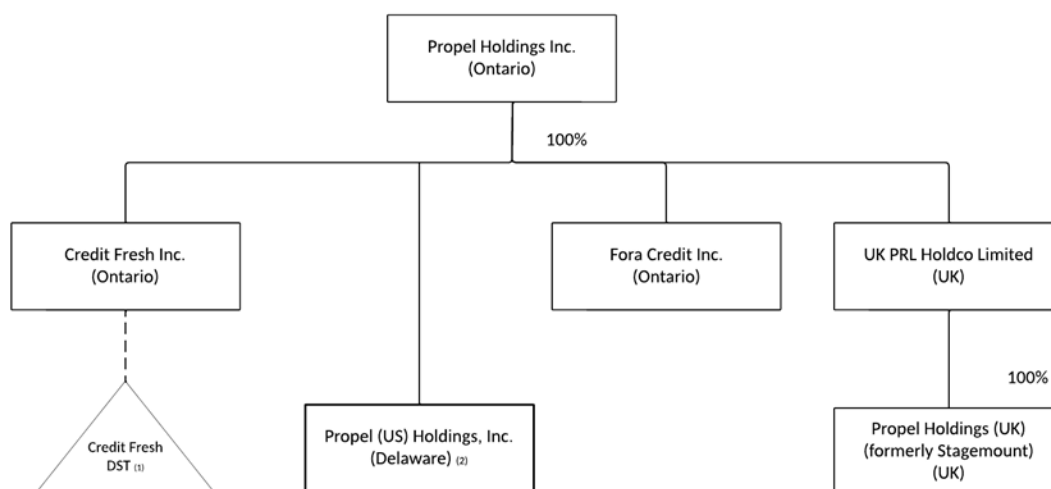 Propel Holdings Inc.
(Ontario)
100%
Credit Fresh Inc.
(Ontario)
Fora Credit Inc.
(Ontario)
UK PRL Holdco Limited
(UK)
100%
Credit Fresh
DST (1)
Propel (US) Holdings, Inc.
(Delaware) (2)
Propel Holdings (UK)
(formerly Stagemount)
(UK)